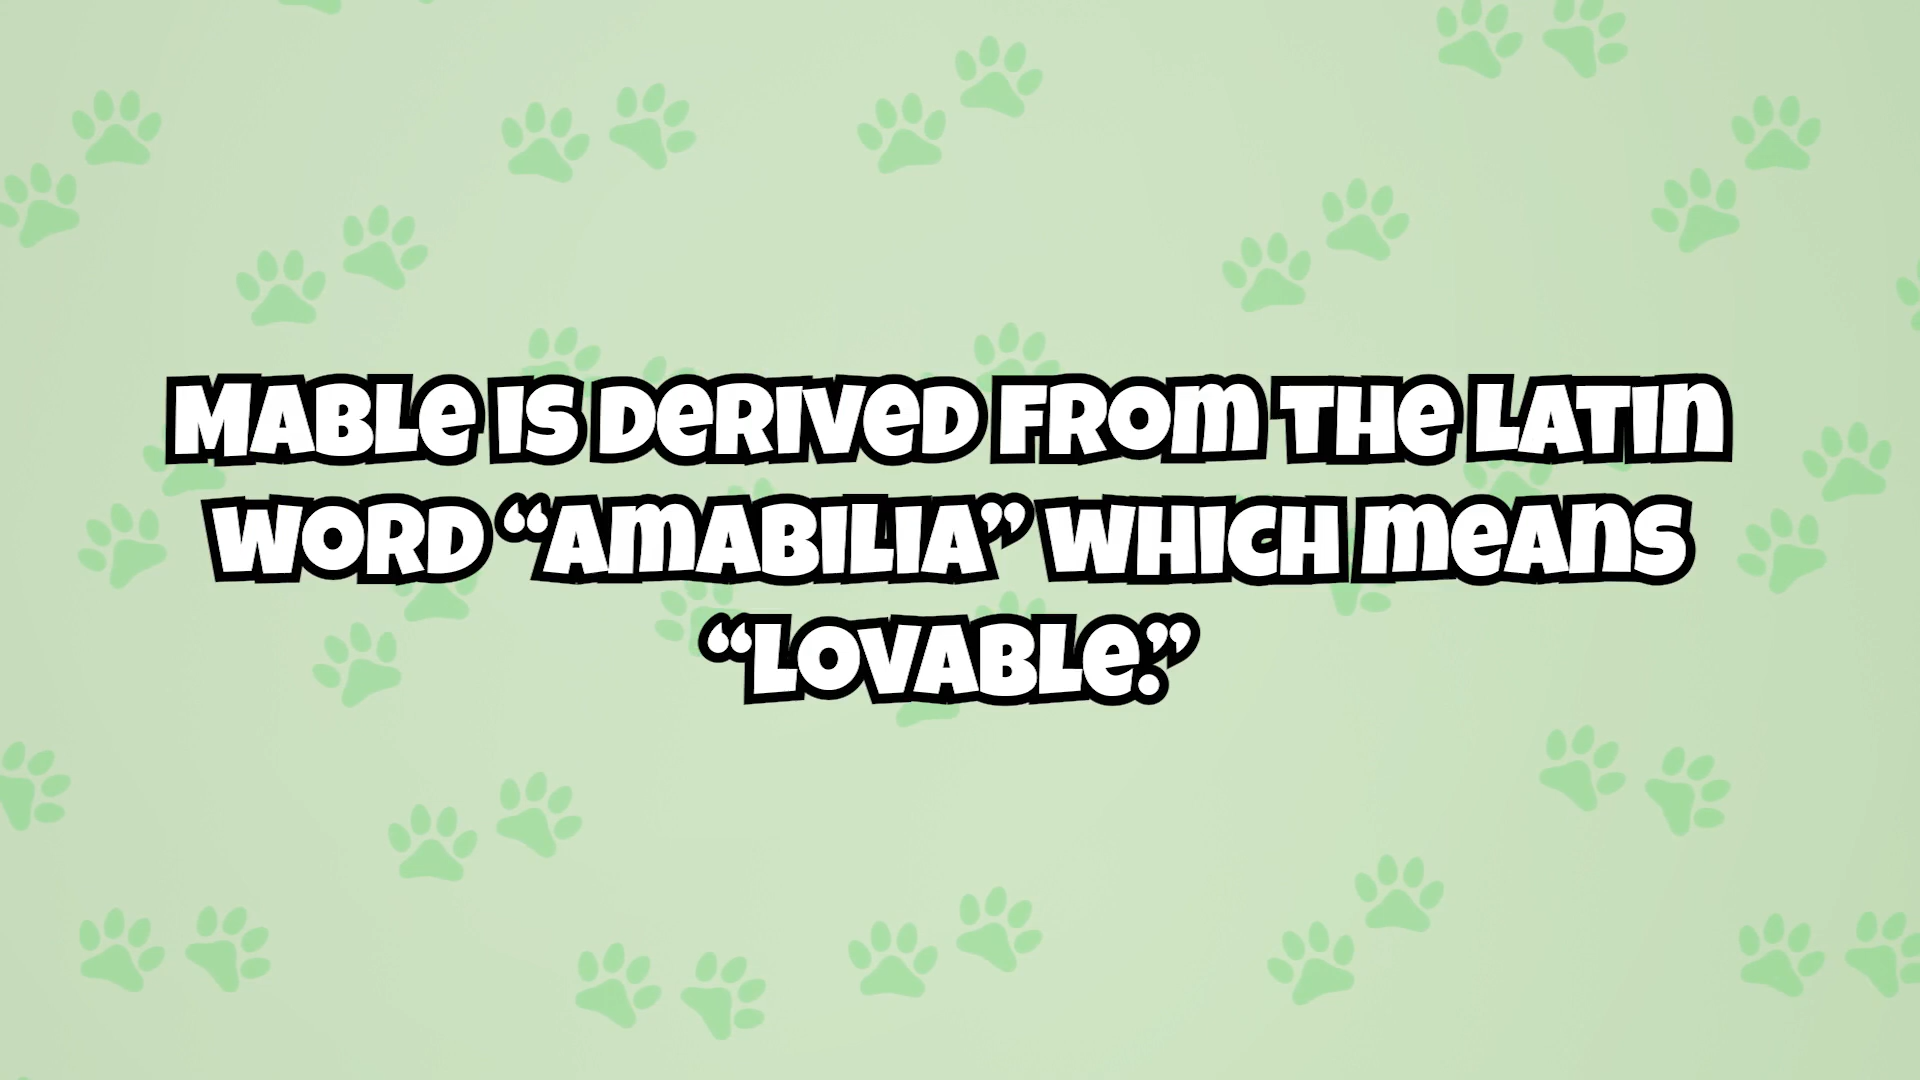 Mable is derived from the Latin
word “Amabilia” which means
“lovable.”